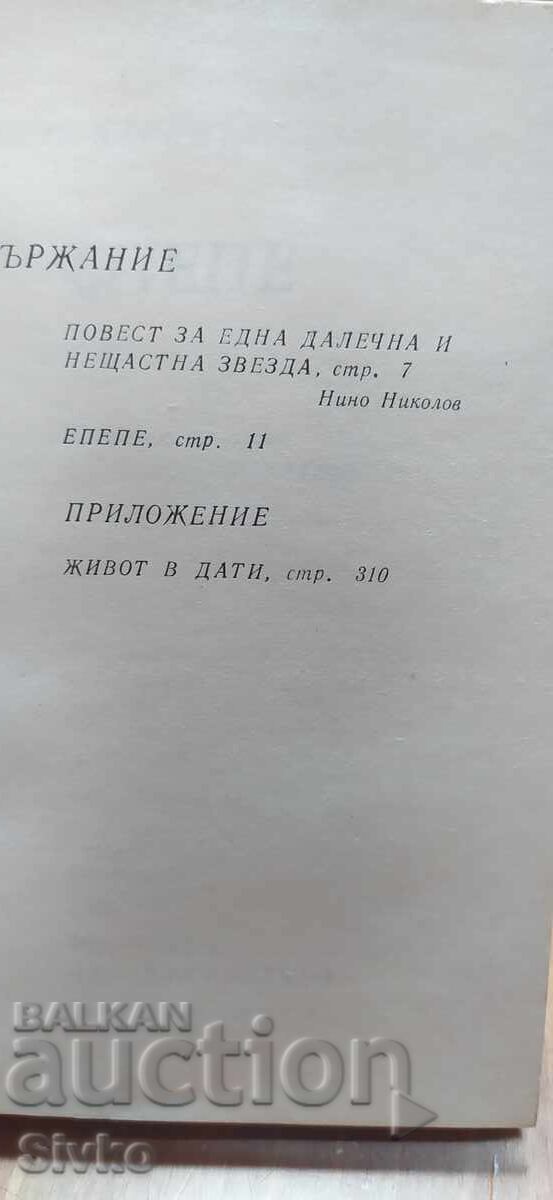 ЪРЖАНИЕ
ПОВЕСТ ЗА ЕДНА ДАЛЕЧНА И
НЕЩАСТНА ЗВЕЗДА, стр. 7
Нино Николов
ЕПЕПЕ, стр. 11
ПРИЛОЖЕНИЕ
ЖИВОТ В ДАТИ, стр. 310
BALKAN
auction
Sivko